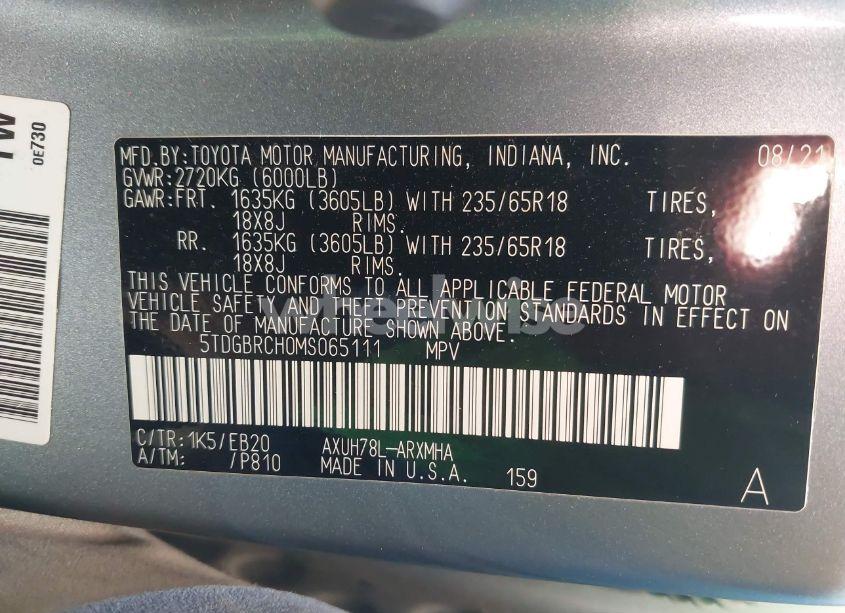 MFD.BY:TOYOTA MOTOR MANUFACTURING, INDIANA, INC. 08/21
GVWR:2720KG (6000LB)
GAWR:FRT. 1635KG (3605LB) WITH 235/65R18 TIRES,
18X8J RIMS.
RR. 1635KG (3605LB) WITH 235/65R18 TIRES,
18X8J RIMS.
THIS VEHICLE CONFORMS TO ALL APPLICABLE FEDERAL MOTOR
VEHICLE SAFETY AND THEFT PREVENTION STANDARDS IN EFFECT ON
THE DATE OF MANUFACTURE SHOWN ABOVE.
5TDGBRCH0MS065111 MPV
C/TR:1K5/EB20 AXUH78L-ARXMHA
A/TM: /P810 MADE IN U.S.A. 159
A
0E730